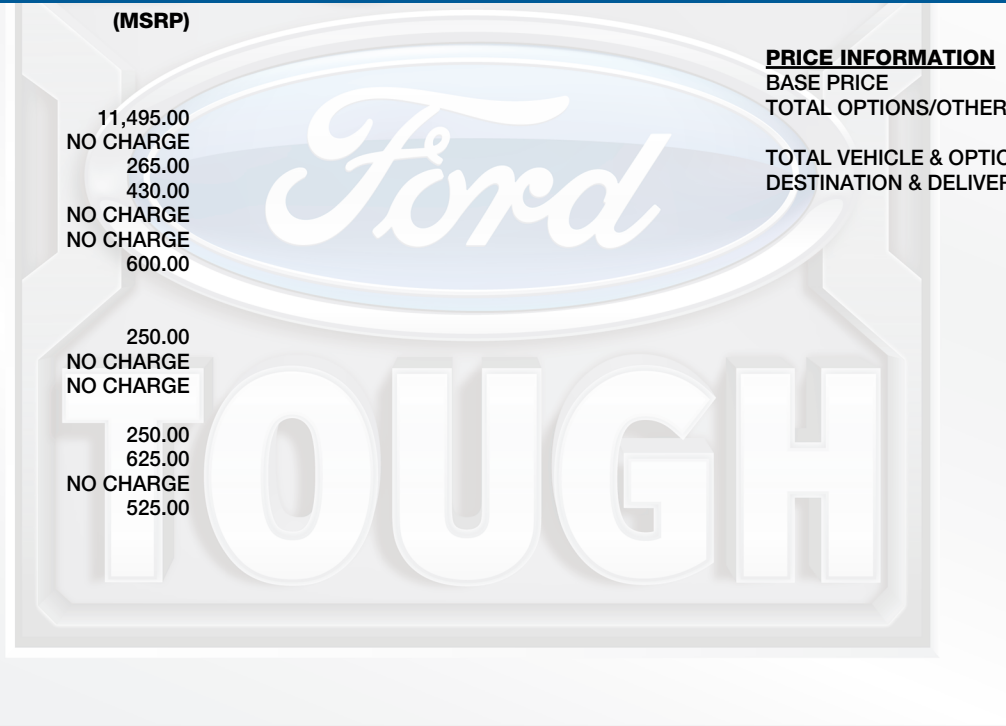 (MSRP)
11,495.00
NO CHARGE
265.00
430.00
NO CHARGE
NO CHARGE
600.00
250.00
NO CHARGE
NO CHARGE
250.00
625.00
NO CHARGE
525.00
PRICE INFORMATION
BASE PRICE
TOTAL OPTIONS/OTHER
TOTAL VEHICLE & OPTIO
DESTINATION & DELIVER
Ford
TOUGH